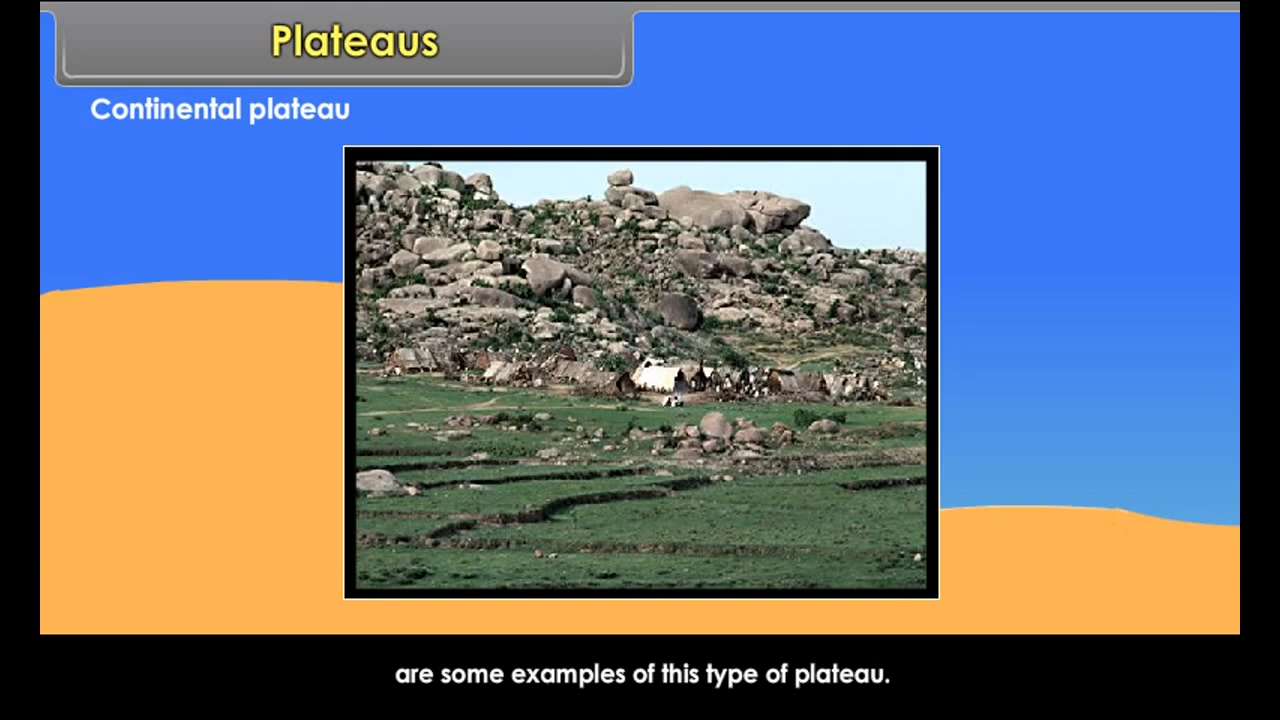 Plateaus
Continental plateau
are some examples of this type of plateau.